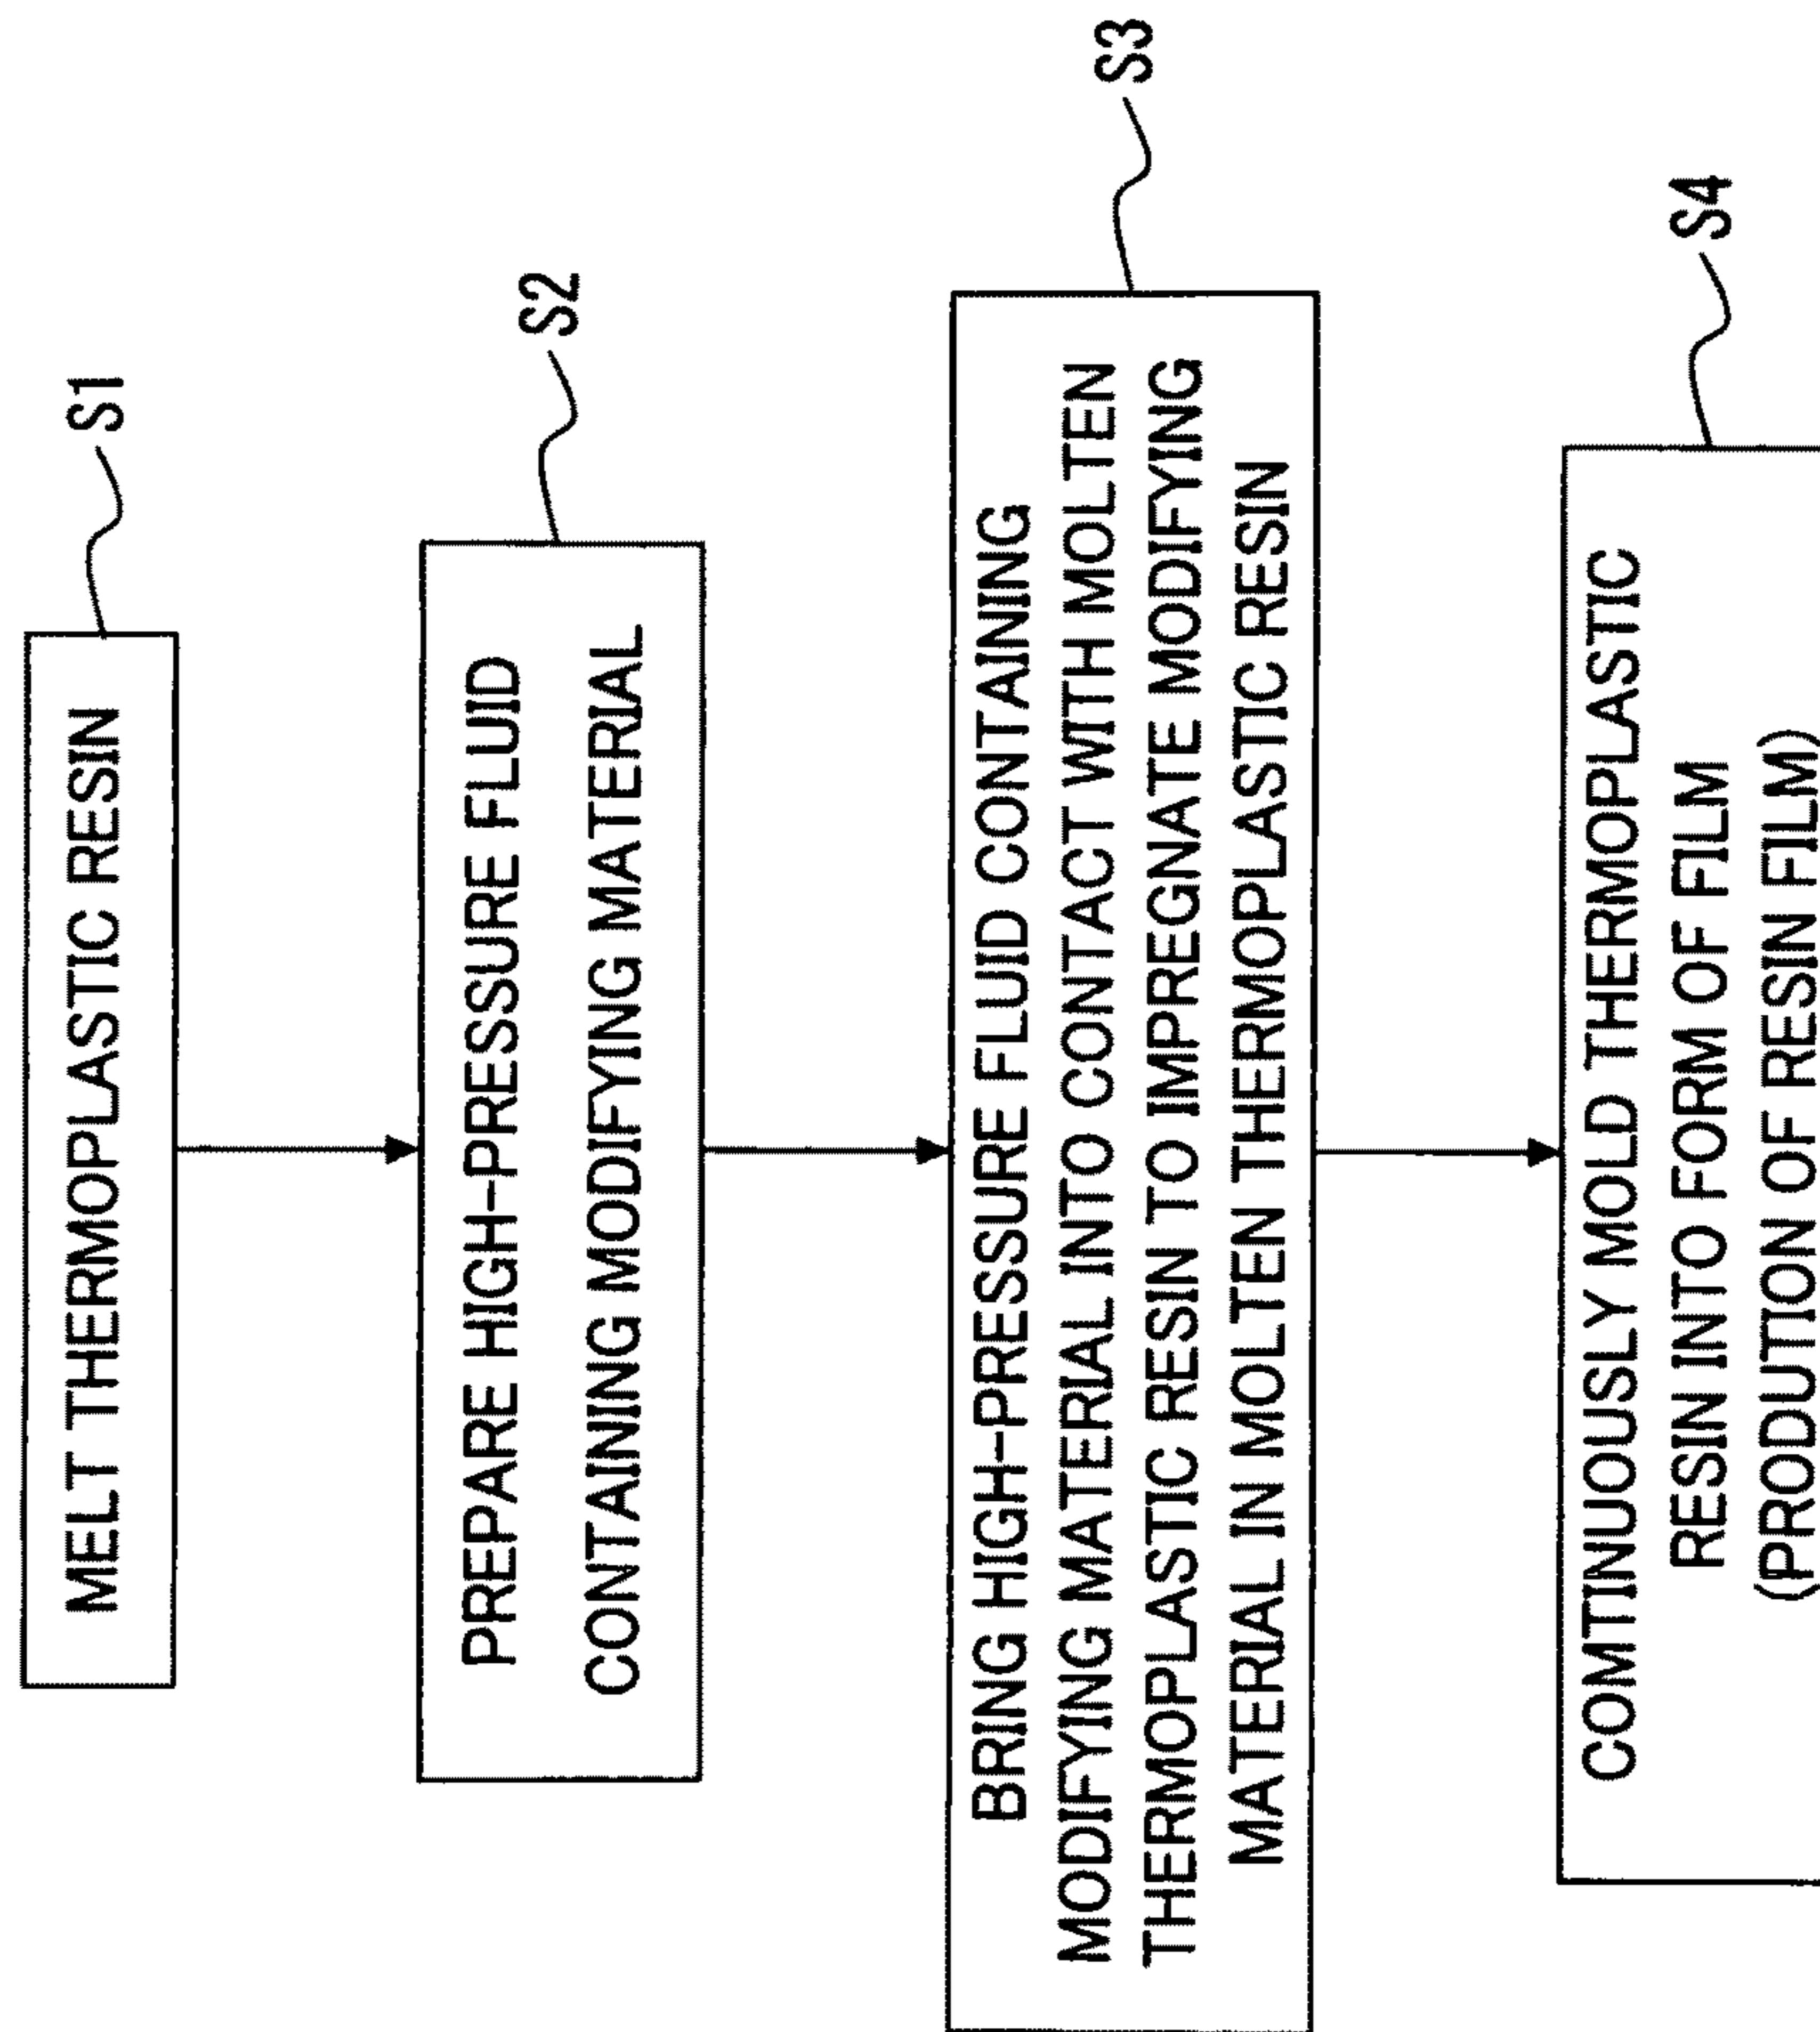 S1
MELT THERMOPLASTIC RESIN
S2
PREPARE HIGH-PRESSURE FLUID
CONTAINING MODIFYING MATERIAL
S3
BRING HIGH-PRESSURE FLUID CONTAINING
MODIFYING MATERIAL INTO CONTACT WITH MOLTEN
THERMOPLASTIC RESIN TO IMPREGNATE MODIFYING
MATERIAL IN MOLTEN THERMOPLASTIC RESIN
S4
COMTINUOUSLY MOLD THERMOPLASTIC
RESIN INTO FORM OF FILM
(PRODUTION OF RESIN FILM)